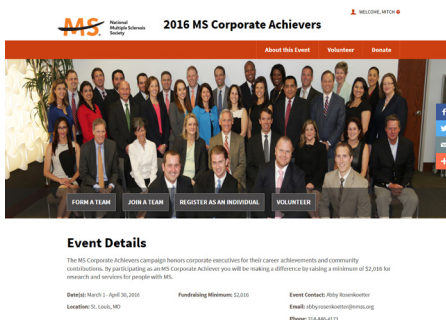 WELCOME, MITCH
MS
National
Multiple Sclerosis
Society
2016 MS Corporate Achievers
About this Event Volunteer Donate
FORM A TEAM JOIN A TEAM REGISTER AS AN INDIVIDUAL VOLUNTEER
Event Details
The MS Corporate Achievers campaign honors corporate executives for their career achievements and community
contributions. By participating as an MS Corporate Achiever you will be making a difference by raising a minimum of $2,016 for
research and services for people with MS.
Date(s): March 1 - April 30, 2016 Fundraising Minimum: $2,016 Event Contact: Abby Rosenkoetter
Location: St. Louis, MO Email: abby.rosenkoetter@nmss.org
Phone: